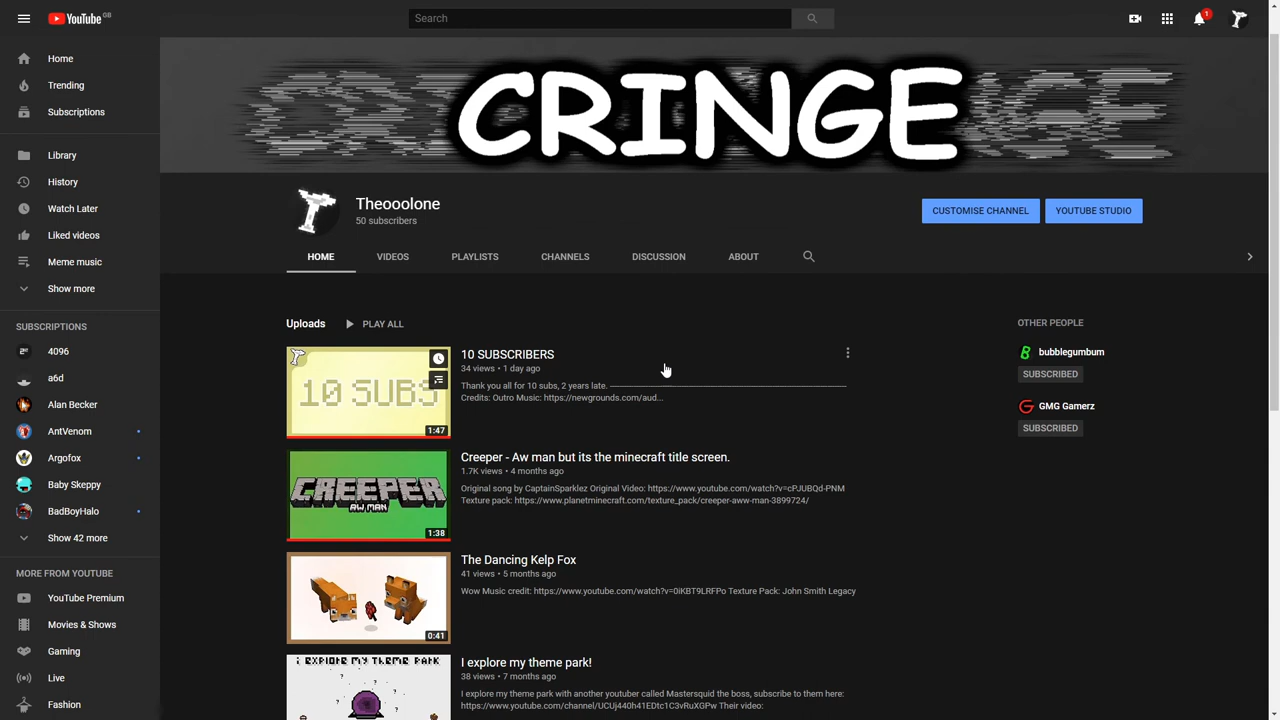 YouTube GB
Search
1
Home
Trending
Subscriptions
Library
History
Watch Later
Liked videos
Meme music
Show more
SUBSCRIPTIONS
4096
a6d
Alan Becker
AntVenom
Argofox
Baby Skeppy
BadBoyHalo
Show 42 more
MORE FROM YOUTUBE
YouTube Premium
Movies & Shows
Gaming
Live
Fashion
CRINGE
Theooolone
50 subscribers
CUSTOMISE CHANNEL
YOUTUBE STUDIO
HOME VIDEOS PLAYLISTS CHANNELS DISCUSSION ABOUT
Uploads PLAY ALL
10 SUBS
1:47
10 SUBSCRIBERS
34 views • 1 day ago
Thank you all for 10 subs, 2 years late.
Credits: Outro Music: https://newgrounds.com/aud...
CREEPER
AW MAN
1:38
Creeper - Aw man but its the minecraft title screen.
1.7K views • 4 months ago
Original song by CaptainSparklez Original Video: https://www.youtube.com/watch?v=cPJUBQd-PNM
Texture pack: https://www.planetminecraft.com/texture_pack/creeper-aww-man-3899724/
0:41
The Dancing Kelp Fox
41 views • 5 months ago
Wow Music credit: https://www.youtube.com/watch?v=0iKBT9LRFPo Texture Pack: John Smith Legacy
I EXPLORE MY THEME PARK
I explore my theme park!
38 views • 7 months ago
I explore my theme park with another youtuber called Mastersquid the boss, subscribe to them here:
https://www.youtube.com/channel/UCUj440h41EDtc1C3vRuXGPw Their video:
OTHER PEOPLE
bubblegumbum
SUBSCRIBED
GMG Gamerz
SUBSCRIBED